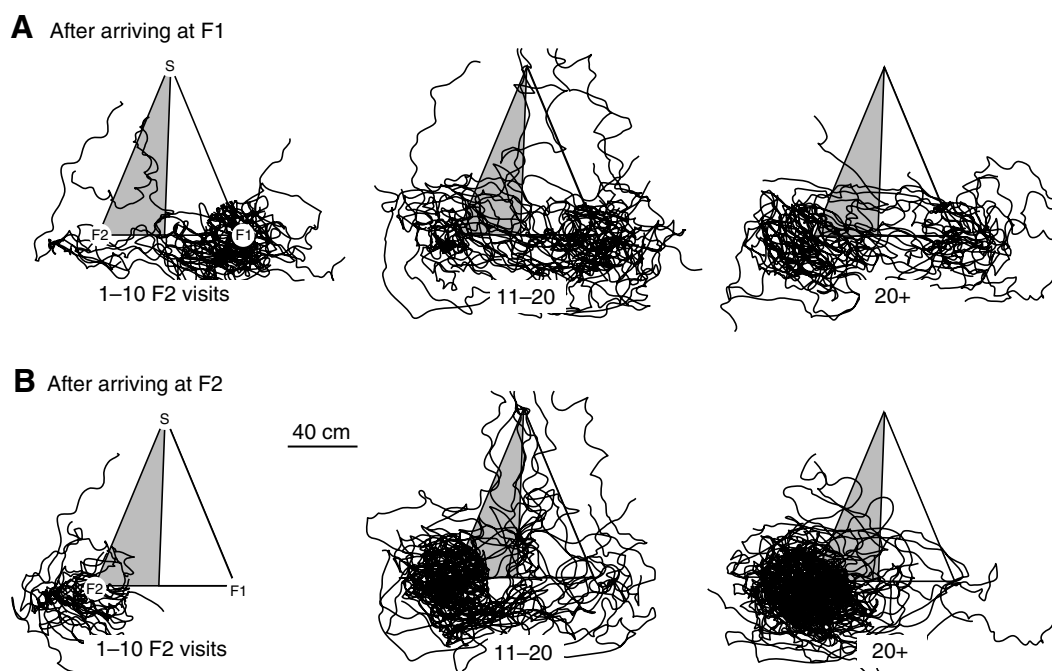 A After arriving at F1
S
F2
F1
1–10 F2 visits
11–20
20+
B After arriving at F2
S
40 cm
F2
F1
1–10 F2 visits
11–20
20+